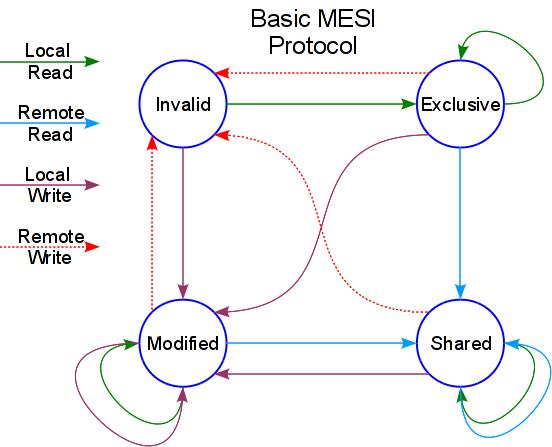 Basic MESI
Protocol
Local
Read
Remote
Read
Local
Write
Remote
Write
Invalid
Exclusive
Modified
Shared